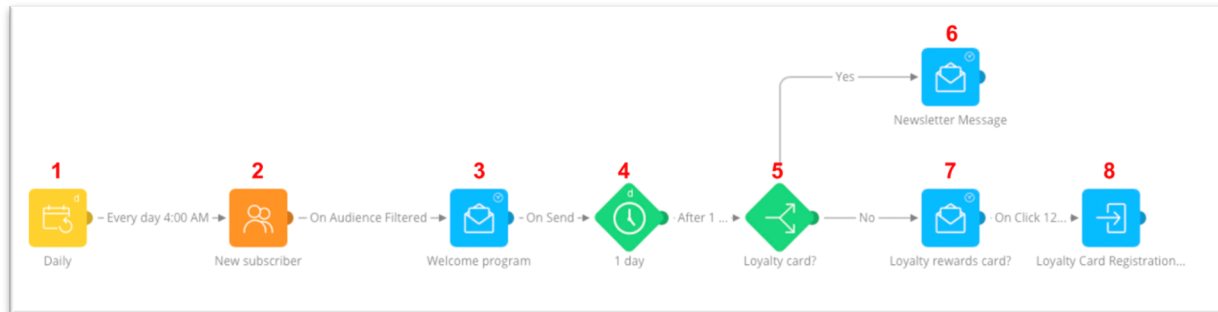 6
Yes
Newsletter Message
1
2
3
4
5
7
8
d
d
Every day 4:00 AM
On Audience Filtered
On Send
After 1 ...
No
On Click 12...
Daily
New subscriber
Welcome program
1 day
Loyalty card?
Loyalty rewards card?
Loyalty Card Registration...